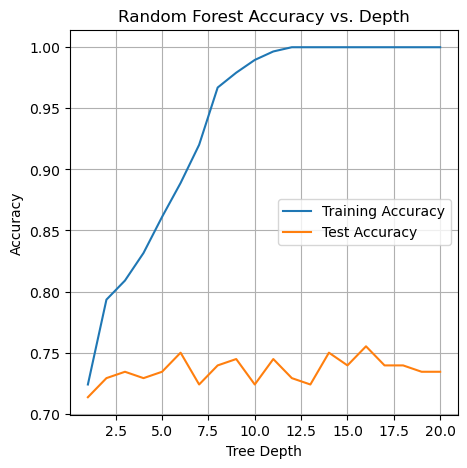 Random Forest Accuracy vs. Depth
1.00
0.95
0.90
0.85
0.80
0.75
0.70
Accuracy
Training Accuracy
Test Accuracy
2.5 5.0 7.5 10.0 12.5 15.0 17.5 20.0
Tree Depth